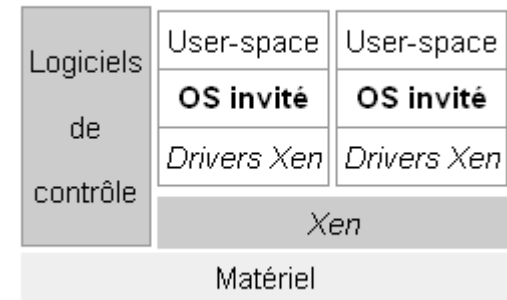 Logiciels
de
contrôle
User-space
OS invité
Drivers Xen
User-space
OS invité
Drivers Xen
Xen
Matériel